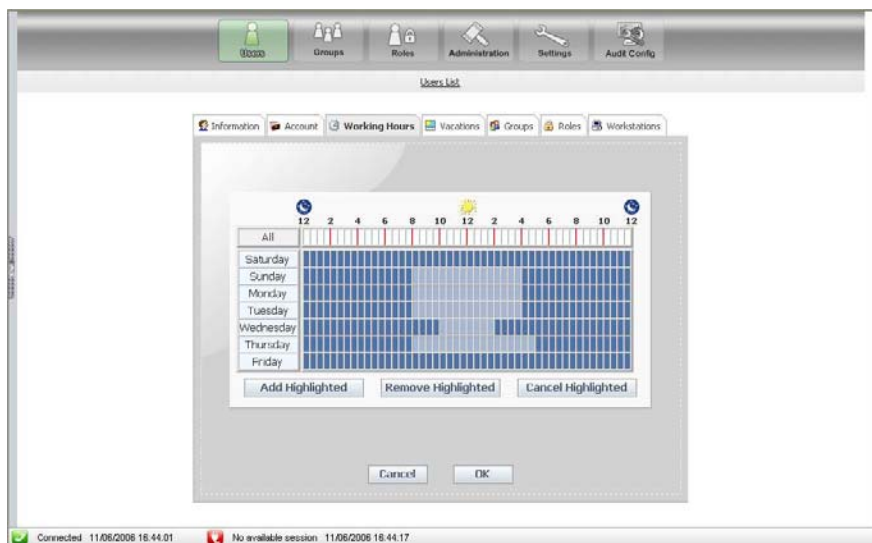 Users Groups Roles Administration Settings Audit Config
Users List
Information Account Working Hours Vacations Groups Roles Workstations
12 2 4 6 8 10 12 2 4 6 8 10 12
All
Saturday
Sunday
Monday
Tuesday
Wednesday
Thursday
Friday
Add Highlighted Remove Highlighted Cancel Highlighted
Cancel OK
Connected 11/06/2006 16.44.01 No available session 11/06/2006 16.44.17